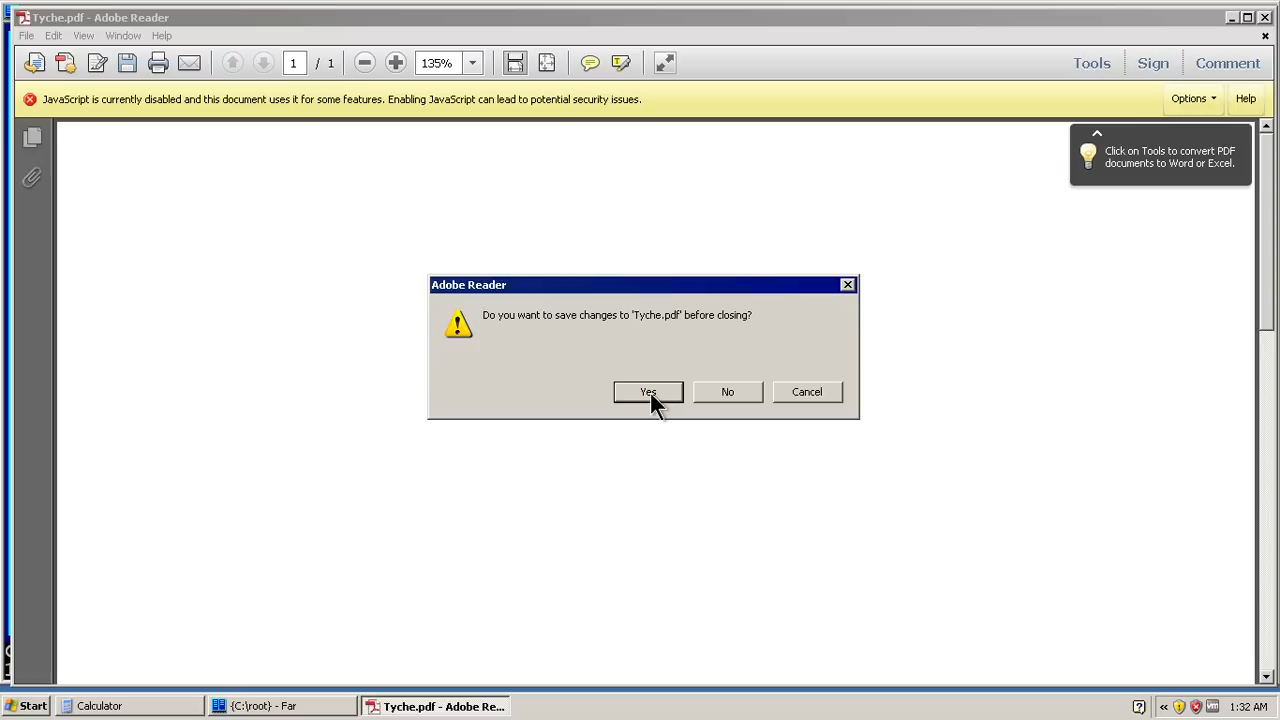 Tyche.pdf - Adobe Reader
File Edit View Window Help
1 / 1 135% Tools Sign Comment
JavaScript is currently disabled and this document uses it for some features. Enabling JavaScript can lead to potential security issues. Options Help
Click on Tools to convert PDF
documents to Word or Excel.
Adobe Reader
Do you want to save changes to 'Tyche.pdf' before closing?
Yes No Cancel
Start Calculator {C:\root} - Far Tyche.pdf - Adobe Re... 1:32 AM